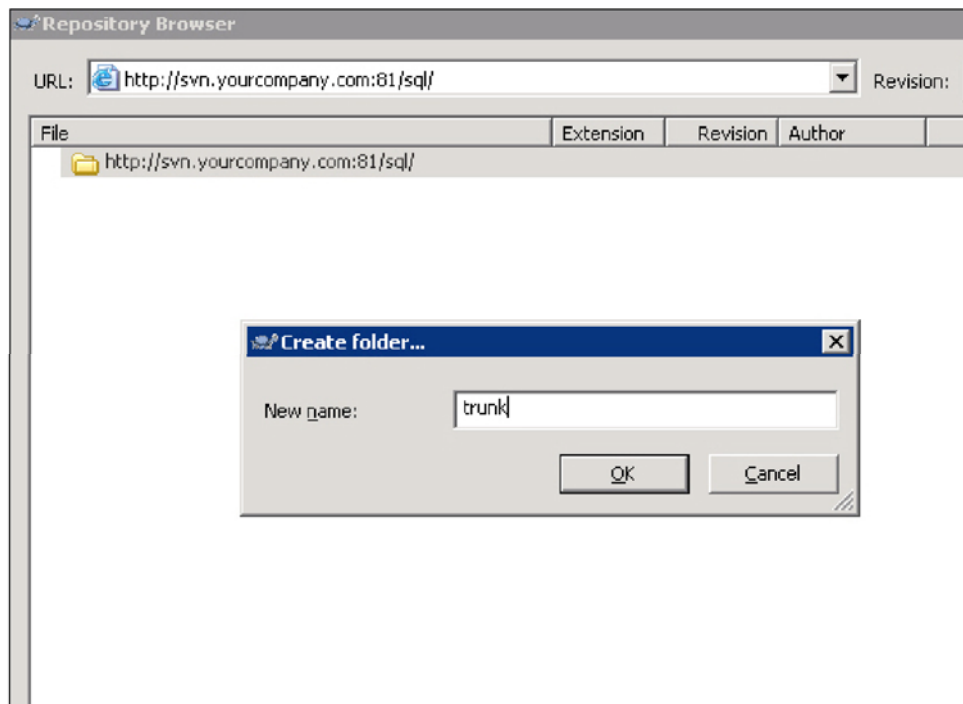 Repository Browser
URL: http://svn.yourcompany.com:81/sql/ Revision:
File Extension Revision Author
http://svn.yourcompany.com:81/sql/
Create folder...
New name: trunk
OK Cancel